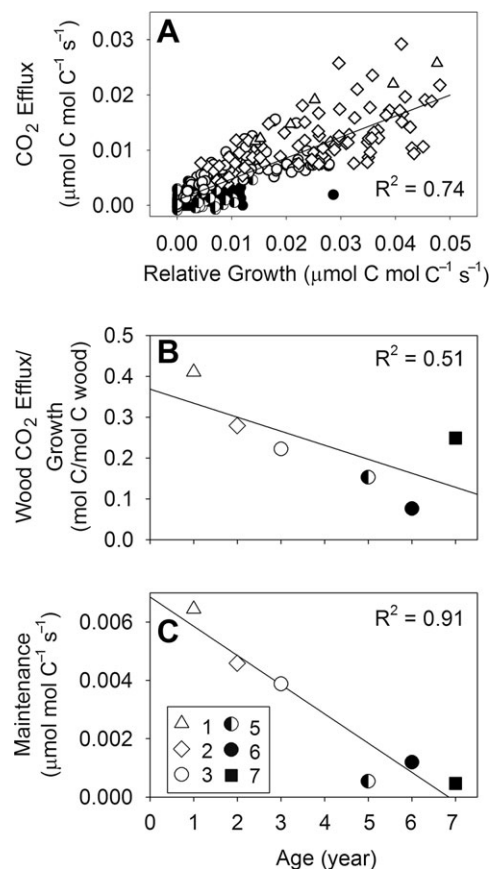 A
CO₂ Efflux
(μmol C mol C⁻¹ s⁻¹)
0.03
0.02
0.01
0.00
R² = 0.74
0.00 0.01 0.02 0.03 0.04 0.05
Relative Growth (μmol C mol C⁻¹ s⁻¹)
B
Wood CO₂ Efflux/
Growth
(mol C/mol C wood)
0.5
0.4
0.3
0.2
0.1
0.0
R² = 0.51
C
Maintenance
(μmol mol C⁻¹ s⁻¹)
0.006
0.004
0.002
0.000
R² = 0.91
1 5
2 6
3 7
0 1 2 3 4 5 6 7
Age (year)